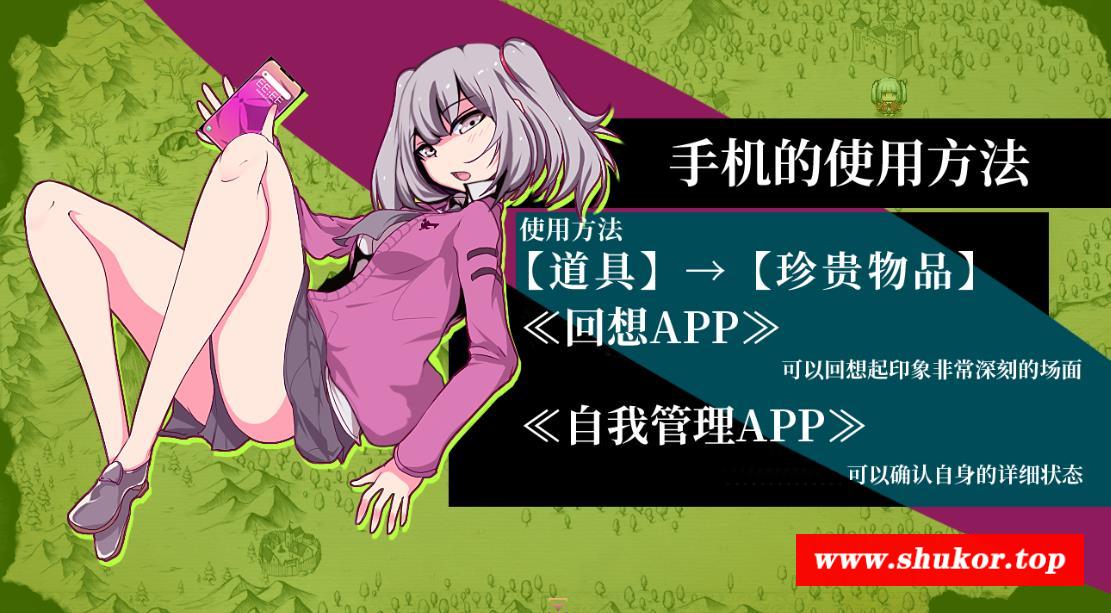 手机的使用方法
使用方法
【道具】→【珍贵物品】
≪回想APP≫
可以回想起印象非常深刻的场面
≪自我管理APP≫
可以确认自身的详细状态
www.shukor.top